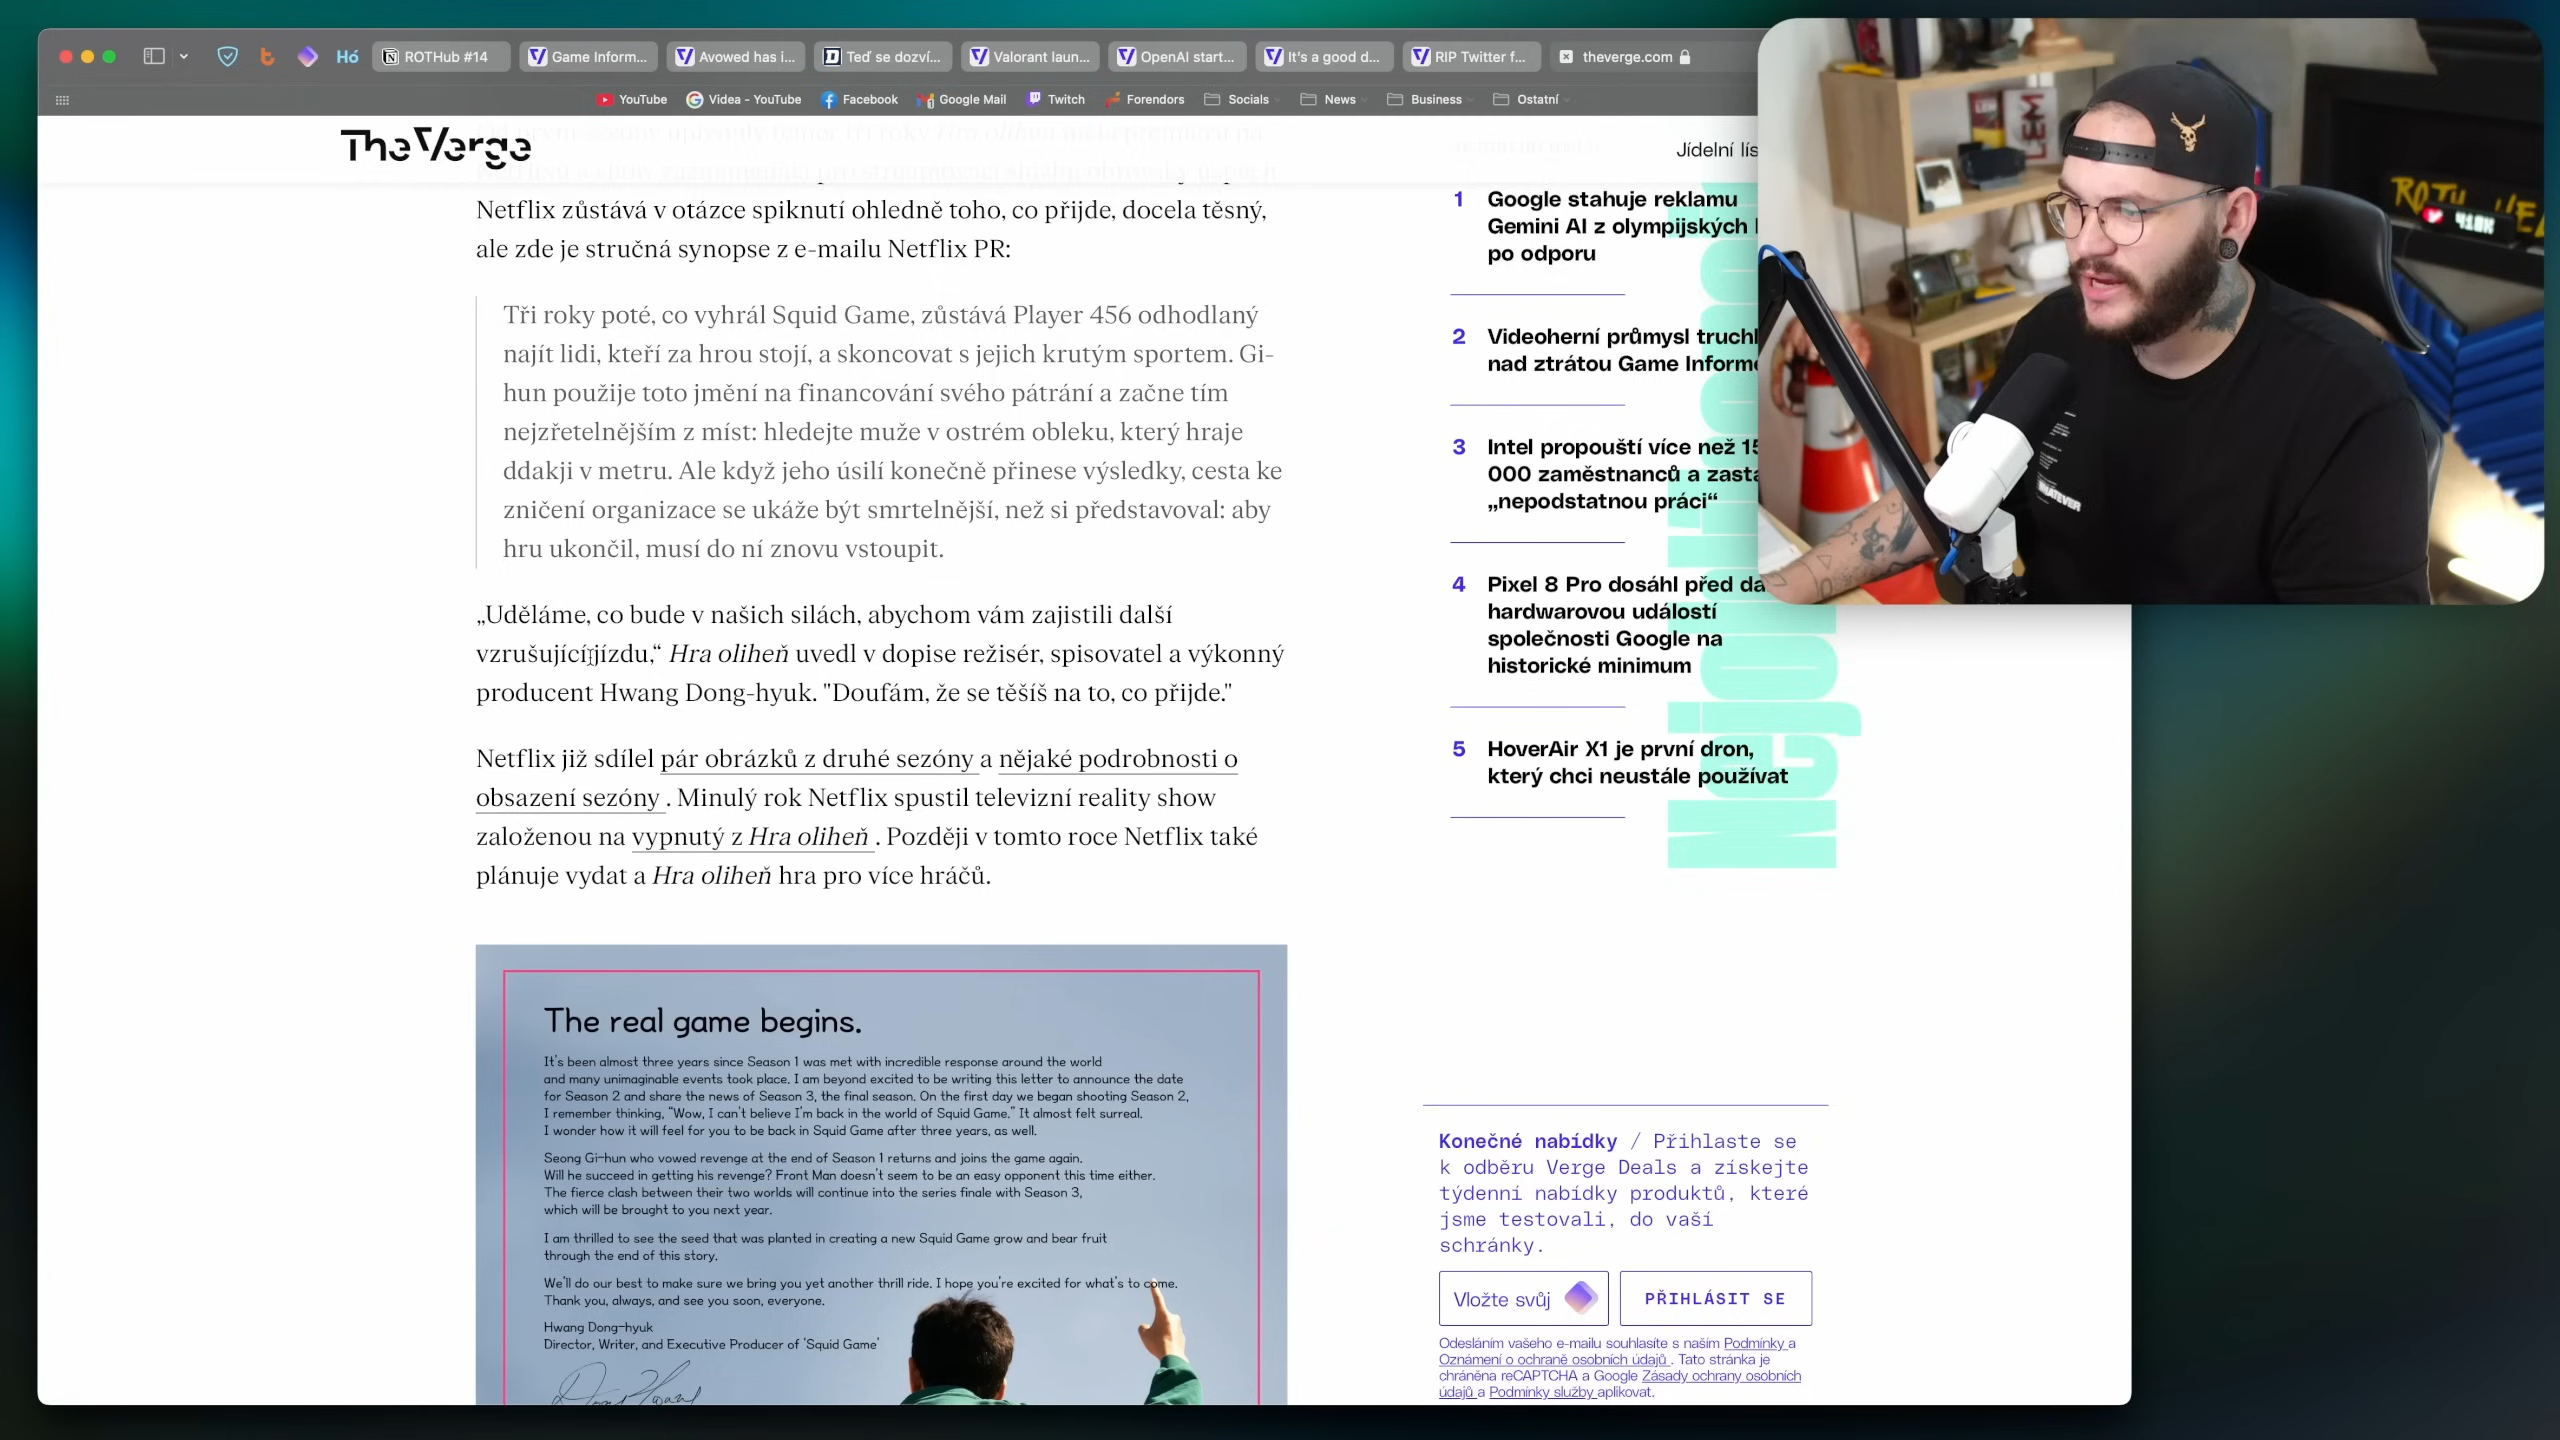 Hó
ROTHub #14
Game Inform...
Avowed has i...
Teď se dozví...
Valorant laun...
OpenAI start...
It's a good d...
RIP Twitter f...
theverge.com
YouTube
Videa - YouTube
Facebook
Google Mail
Twitch
Forendors
Socials
News
Business
Ostatní
The Verge
Jídelní lís
Netflix zůstává v otázce spiknutí ohledně toho, co přijde, docela těsný,
ale zde je stručná synopse z e-mailu Netflix PR:
Tři roky poté, co vyhrál Squid Game, zůstává Player 456 odhodlaný
najít lidi, kteří za hrou stojí, a skoncovat s jejich krutým sportem. Gi-
hun použije toto jmění na financování svého pátrání a začne tím
nejzřetelnějším z míst: hledejte muže v ostrém obleku, který hraje
ddakji v metru. Ale když jeho úsilí konečně přinese výsledky, cesta ke
zničení organizace se ukáže být smrtelnější, než si představoval: aby
hru ukončil, musí do ní znovu vstoupit.
„Uděláme, co bude v našich silách, abychom vám zajistili další
vzrušující jízdu,“ Hra oliheň uvedl v dopise režisér, spisovatel a výkonný
producent Hwang Dong-hyuk. "Doufám, že se těšíš na to, co přijde."
Netflix již sdílel pár obrázků z druhé sezóny a nějaké podrobnosti o
obsazení sezóny . Minulý rok Netflix spustil televizní reality show
založenou na vypnutý z Hra oliheň . Později v tomto roce Netflix také
plánuje vydat a Hra oliheň hra pro více hráčů.
The real game begins.
It's been almost three years since Season 1 was met with incredible response around the world
and many unimaginable events took place. I am beyond excited to be writing this letter to announce the date
for Season 2 and share the news of Season 3, the final season. On the first day we began shooting Season 2,
I remember thinking, “Wow, I can't believe I'm back in the world of Squid Game.” It almost felt surreal.
I wonder how it will feel for you to be back in Squid Game after three years, as well.
Seong Gi-hun who vowed revenge at the end of Season 1 returns and joins the game again.
Will he succeed in getting his revenge? Front Man doesn't seem to be an easy opponent this time either.
The fierce clash between their two worlds will continue into the series finale with Season 3,
which will be brought to you next year.
I am thrilled to see the seed that was planted in creating a new Squid Game grow and bear fruit
through the end of this story.
We'll do our best to make sure we bring you yet another thrill ride. I hope you're excited for what's to come.
Thank you, always, and see you soon, everyone.
Hwang Dong-hyuk
Director, Writer, and Executive Producer of 'Squid Game'
1 Google stahuje reklamu
Gemini AI z olympijských
po odporu
2 Videoherní průmysl truchl
nad ztrátou Game Informe
3 Intel propouští více než 15
000 zaměstnanců a zasta
„nepodstatnou práci“
4 Pixel 8 Pro dosáhl před da
hardwarovou událostí
společnosti Google na
historické minimum
5 HoverAir X1 je první dron,
který chci neustále používat
Konečné nabídky / Přihlaste se
k odběru Verge Deals a získejte
týdenní nabídky produktů, které
jsme testovali, do vaší
schránky.
Vložte svůj
PŘIHLÁSIT SE
Odesláním vašeho e-mailu souhlasíte s naším Podmínky a
Oznámení o ochraně osobních údajů . Tato stránka je
chráněna reCAPTCHA a Google Zásady ochrany osobních
údajů a Podmínky služby aplikovat.
LEM
410K
WHATEVER